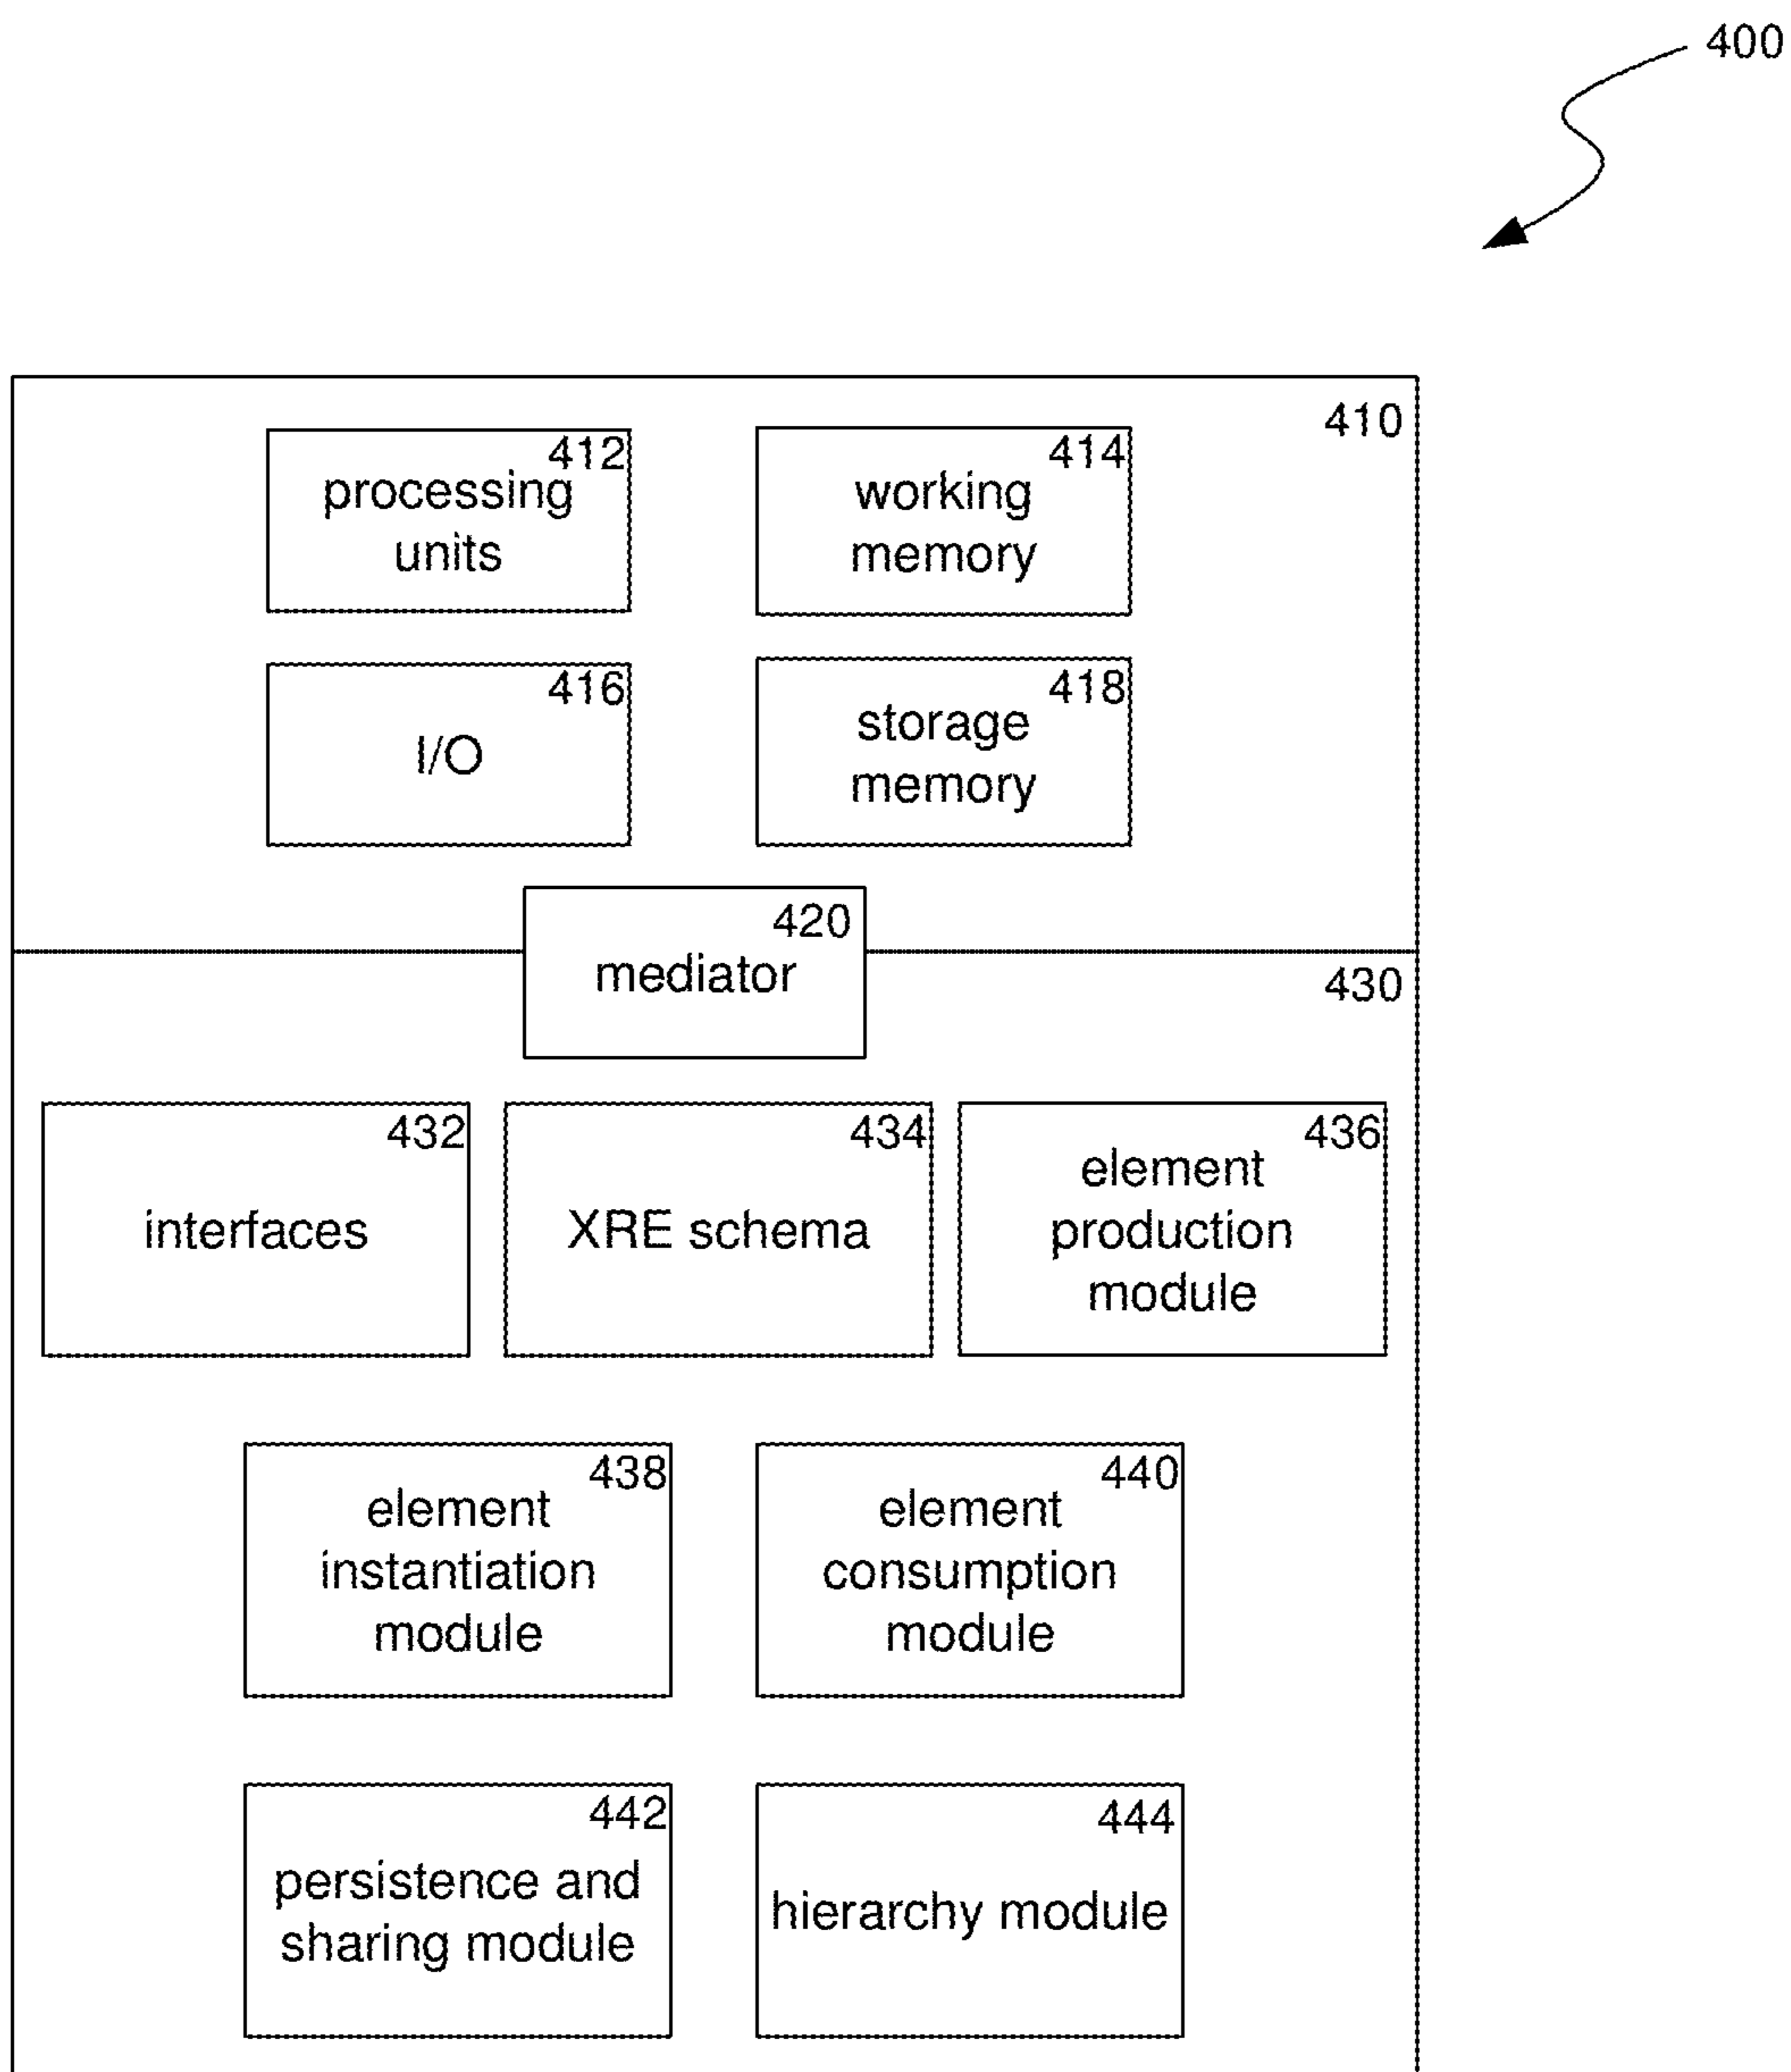 400
410
412
processing
units
414
working
memory
416
I/O
418
storage
memory
420
mediator
430
432
interfaces
434
XRE schema
436
element
production
module
438
element
instantiation
module
440
element
consumption
module
442
persistence and
sharing module
444
hierarchy module